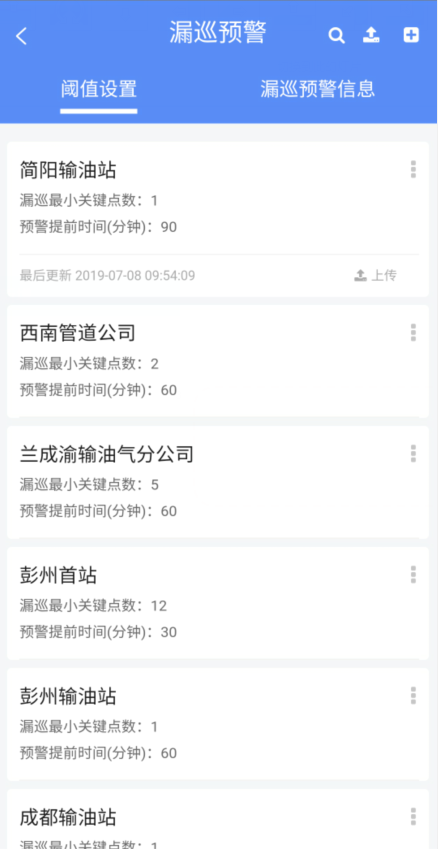 漏巡预警
阈值设置
漏巡预警信息
简阳输油站
漏巡最小关键点数：1
预警提前时间(分钟)：90
最后更新 2019-07-08 09:54:09
上传
西南管道公司
漏巡最小关键点数：2
预警提前时间(分钟)：60
兰成渝输油气分公司
漏巡最小关键点数：5
预警提前时间(分钟)：60
彭州首站
漏巡最小关键点数：12
预警提前时间(分钟)：30
彭州输油站
漏巡最小关键点数：1
预警提前时间(分钟)：60
成都输油站
漏巡最小关键点数：1